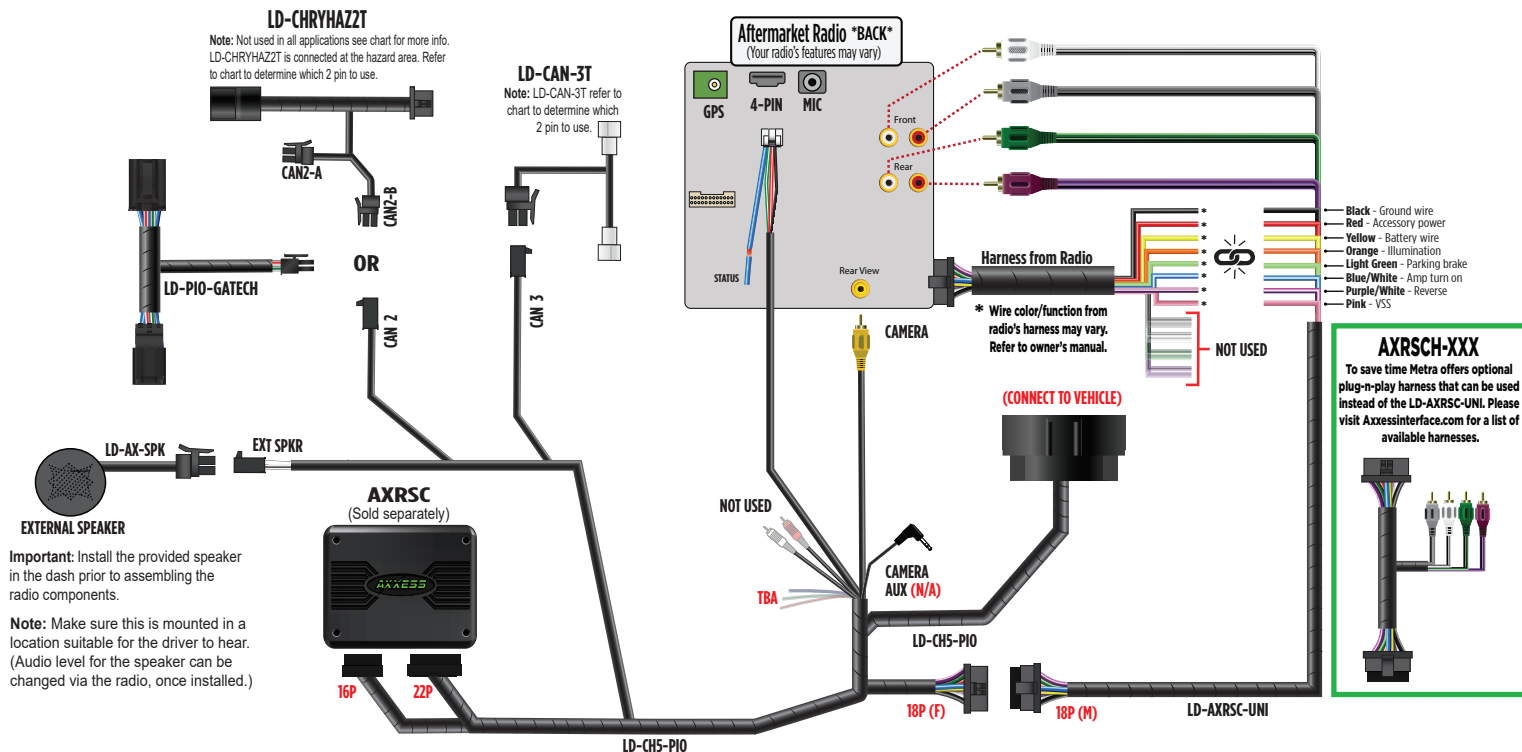 LD-CHRYHAZ2T
Note: Not used in all applications see chart for more info.
LD-CHRYHAZ2T is connected at the hazard area. Refer
to chart to determine which 2 pin to use.
CAN2-A
CAN2-B
LD-PIO-GATECH
OR
CAN 2
LD-CAN-3T
Note: LD-CAN-3T refer to
chart to determine which
2 pin to use.
CAN 3
Aftermarket Radio *BACK*
(Your radio's features may vary)
GPS
4-PIN
MIC
Front
Rear
STATUS
Rear View
CAMERA
Harness from Radio
* Wire color/function from
radio's harness may vary.
Refer to owner's manual.
*
*
*
*
*
*
*
*
Black - Ground wire
Red - Accessory power
Yellow - Battery wire
Orange - Illumination
Light Green - Parking brake
Blue/White - Amp turn on
Purple/White - Reverse
Pink - VSS
NOT USED
AXRSCH-XXX
To save time Metra offers optional
plug-n-play harness that can be used
instead of the LD-AXRSC-UNI. Please
visit Axxessinterface.com for a list of
available harnesses.
(CONNECT TO VEHICLE)
LD-AX-SPK
EXT SPKR
EXTERNAL SPEAKER
Important: Install the provided speaker
in the dash prior to assembling the
radio components.
Note: Make sure this is mounted in a
location suitable for the driver to hear.
(Audio level for the speaker can be
changed via the radio, once installed.)
AXRSC
(Sold separately)
AXXESS
16P
22P
NOT USED
TBA
CAMERA
AUX (N/A)
LD-CH5-PIO
18P (F)
18P (M)
LD-AXRSC-UNI
LD-CH5-PIO